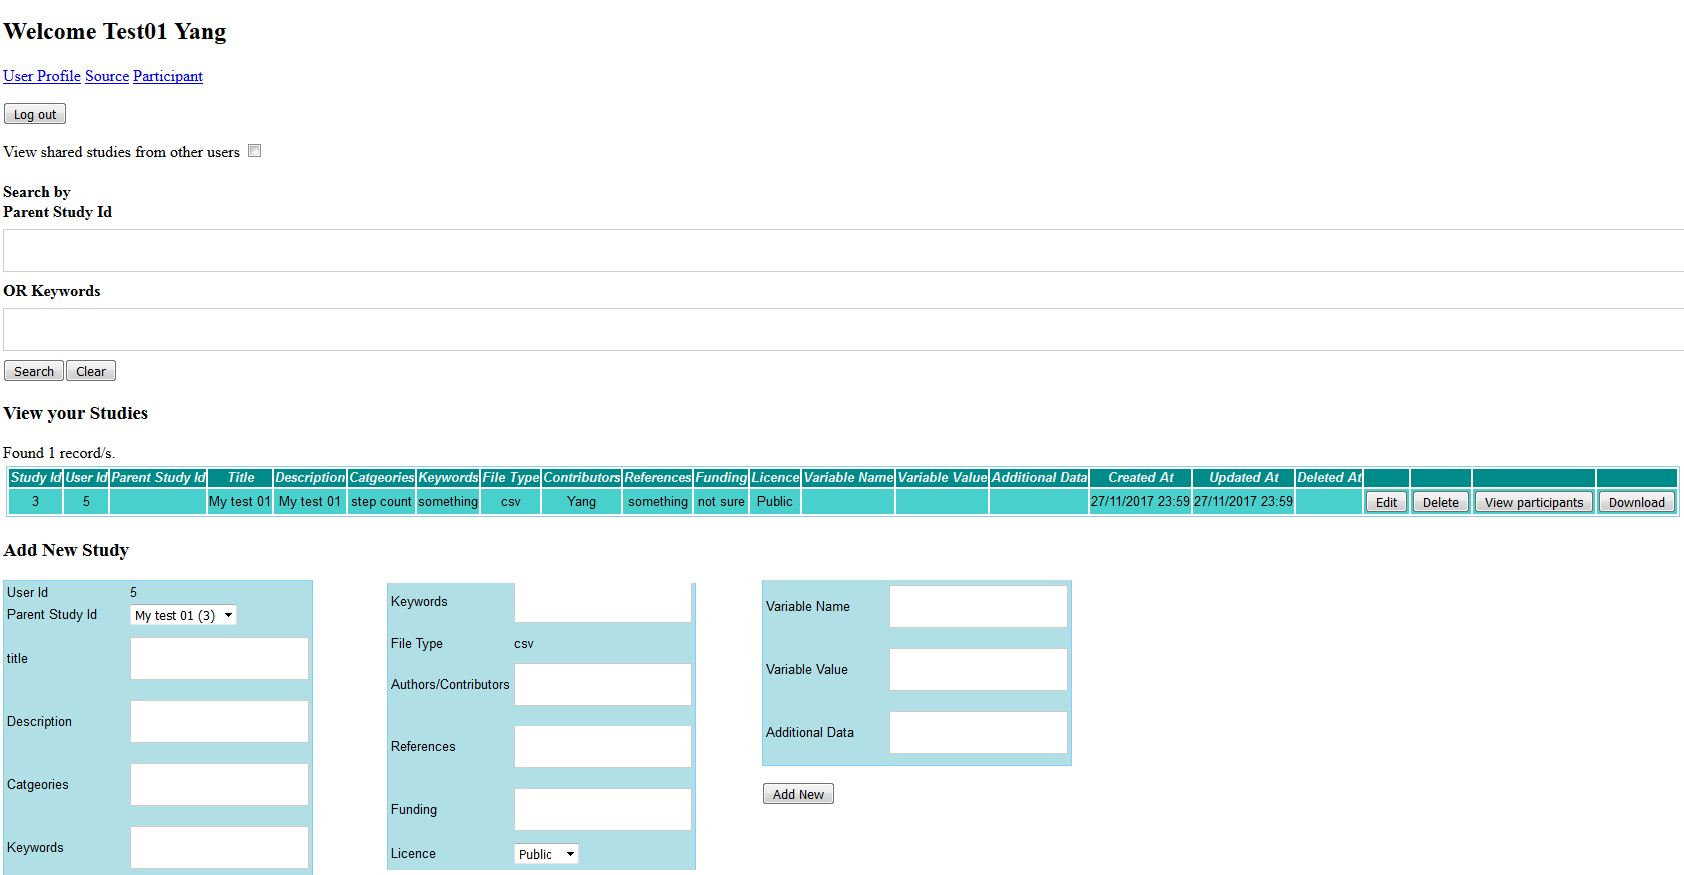 Welcome Test01 Yang
User Profile Source Participant
Log out
View shared studies from other users
Search by
Parent Study Id
OR Keywords
Search Clear
View your Studies
Found 1 record/s.
Study Id User Id Parent Study Id Title Description Catgeories Keywords File Type Contributors References Funding Licence Variable Name Variable Value Additional Data Created At Updated At Deleted At
3 5 My test 01 My test 01 step count something csv Yang something not sure Public 27/11/2017 23:59 27/11/2017 23:59 Edit Delete View participants Download
Add New Study
User Id 5
Parent Study Id My test 01 (3)
title
Description
Catgeories
Keywords
Keywords
File Type csv
Authors/Contributors
References
Funding
Licence Public
Variable Name
Variable Value
Additional Data
Add New